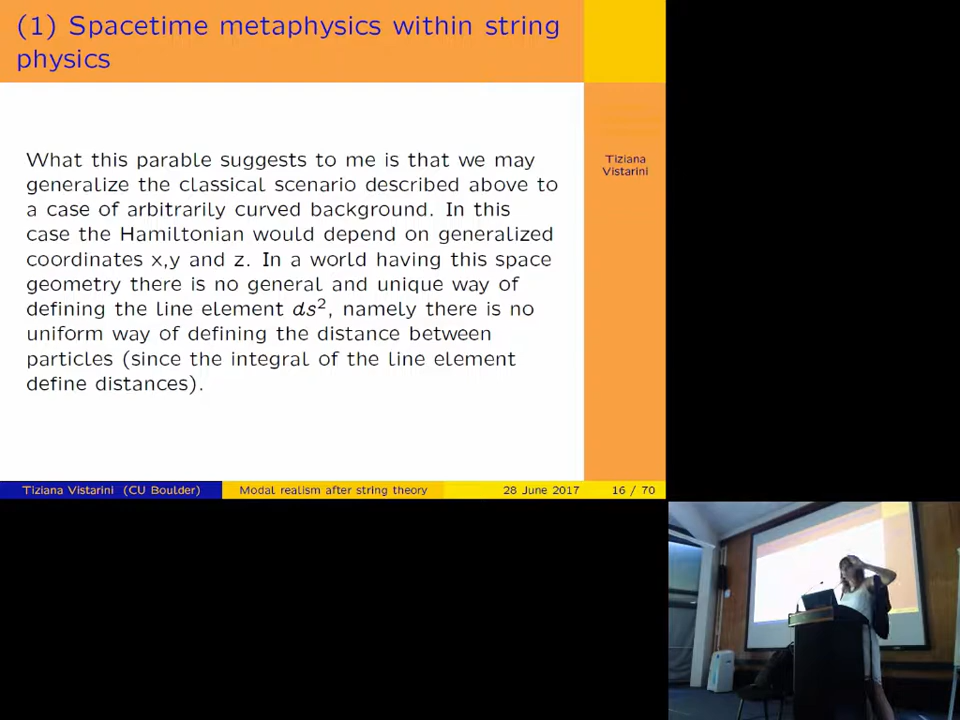 (1) Spacetime metaphysics within string
physics
What this parable suggests to me is that we may
generalize the classical scenario described above to
a case of arbitrarily curved background. In this
case the Hamiltonian would depend on generalized
coordinates x,y and z. In a world having this space
geometry there is no general and unique way of
defining the line element ds², namely there is no
uniform way of defining the distance between
particles (since the integral of the line element
define distances).
Tiziana
Vistarini
Tiziana Vistarini (CU Boulder) Modal realism after string theory 28 June 2017 16 / 70